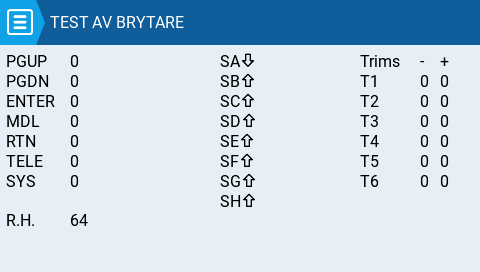 TEST AV BRYTARE
PGUP 0 SA⇩ Trims - +
PGDN 0 SB⇧ T1 0 0
ENTER 0 SC⇧ T2 0 0
MDL 0 SD⇧ T3 0 0
RTN 0 SE⇧ T4 0 0
TELE 0 SF⇧ T5 0 0
SYS 0 SG⇧ T6 0 0
SH⇧
R.H. 64